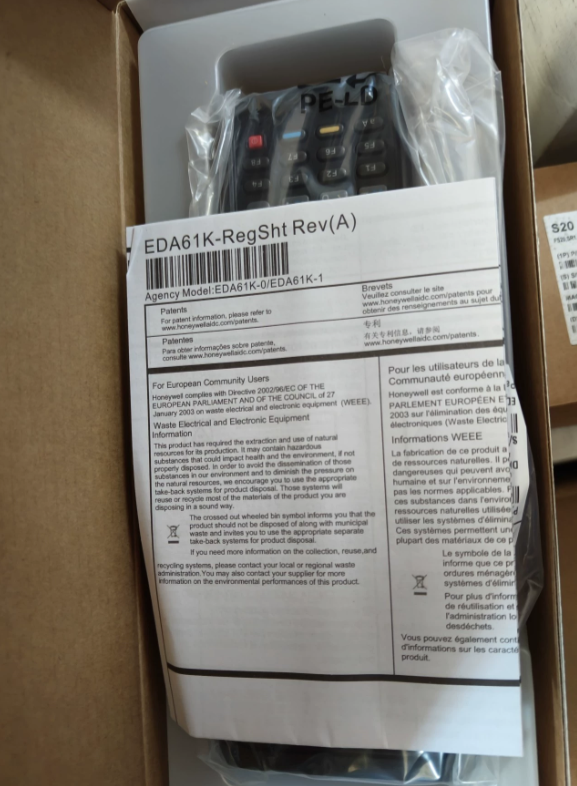 PE-LD
EDA61K-RegSht Rev(A)
Agency Model:EDA61K-0/EDA61K-1
Patents
For patent information, please refer to
www.honeywellaidc.com/patents.
Patentes
Para obter informações sobre patente,
consulte www.honeywellaidc.com/patents.
Brevets
Veuillez consulter le site
www.honeywellaidc.com/patents pour
obtenir des renseignements au sujet du
专利
有关专利信息，请参阅
www.honeywellaidc.com/patents.
For European Community Users
Honeywell complies with Directive 2002/96/EC OF THE
EUROPEAN PARLIAMENT AND OF THE COUNCIL of 27
January 2003 on waste electrical and electronic equipment (WEEE).
Waste Electrical and Electronic Equipment
Information
This product has required the extraction and use of natural
resources for its production. It may contain hazardous
substances that could impact health and the environment, if not
properly disposed. In order to avoid the dissemination of those
substances in our environment and to diminish the pressure on
the natural resources, we encourage you to use the appropriate
take-back systems for product disposal. Those systems will
reuse or recycle most of the materials of the product you are
disposing in a sound way.
The crossed out wheeled bin symbol informs you that the
product should not be disposed of along with municipal
waste and invites you to use the appropriate separate
take-back systems for product disposal.
If you need more information on the collection, reuse,and
recycling systems, please contact your local or regional waste
administration.You may also contact your supplier for more
information on the environmental performances of this product.
Pour les utilisateurs de la
Communauté européenn
Honeywell est conforme à la
PARLEMENT EUROPÉEN E
2003 sur l'élimination des équ
électroniques (Waste Electric
Informations WEEE
La fabrication de ce produit a
de ressources naturelles. Il p
dangereuses qui peuvent avo
humaine et sur l'environneme
pas les normes applicables.
ces substances dans l'enviro
ressources naturelles utilisée
utiliser les systèmes d'élimin
Ces systèmes permettent un
plupart des matériaux de ce p
Le symbole de la
informe que ce pr
ordures ménagèr
systèmes d'élimin
Pour plus d'inform
de réutilisation et
l'administration lo
desdéchets.
Vous pouvez également cont
d'informations sur les caracté
produit.
S20